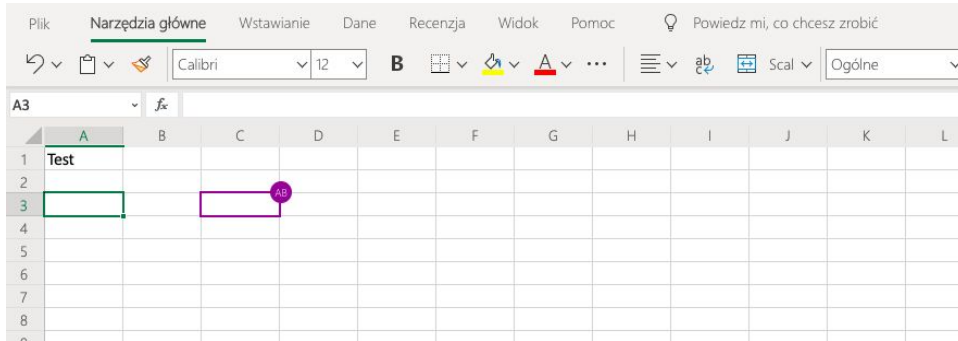 Plik Narzędzia główne Wstawianie Dane Recenzja Widok Pomoc Powiedz mi, co chcesz zrobić
Calibri 12 B A ... ab Scal Ogólne
A3 fx
A B C D E F G H I J K L
1 Test
2 AB
3
4
5
6
7
8